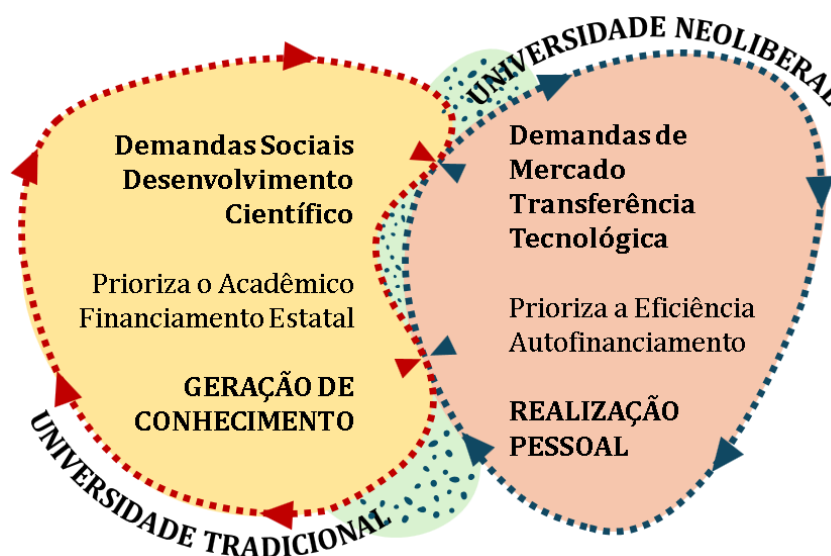 UNIVERSIDADE NEOLIBERAL
Demandas Sociais
Desenvolvimento
Científico
Prioriza o Acadêmico
Financiamento Estatal
GERAÇÃO DE
CONHECIMENTO
UNIVERSIDADE TRADICIONAL
Demandas de
Mercado
Transferência
Tecnológica
Prioriza a Eficiência
Autofinanciamento
REALIZAÇÃO
PESSOAL